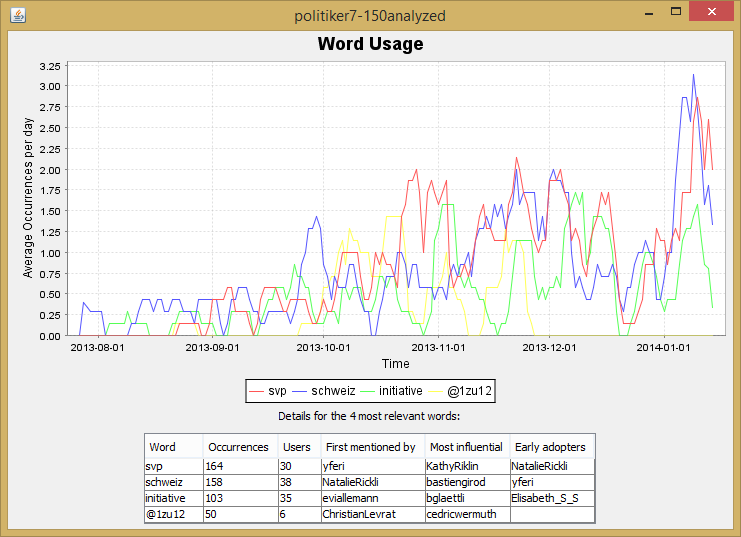 politiker7-150analyzed
Word Usage
Average Occurrences per day
3.25
3.00
2.75
2.50
2.25
2.00
1.75
1.50
1.25
1.00
0.75
0.50
0.25
0.00
2013-08-01 2013-09-01 2013-10-01 2013-11-01 2013-12-01 2014-01-01
Time
svp schweiz initiative @1zu12
Details for the 4 most relevant words:
Word Occurrences Users First mentioned by Most influential Early adopters
svp 164 30 yferi KathyRiklin NatalieRickli
schweiz 158 38 NatalieRickli bastiengirod yferi
initiative 103 35 eviallemann bglaettli Elisabeth_S_S
@1zu12 50 6 ChristianLevrat cedricwermuth